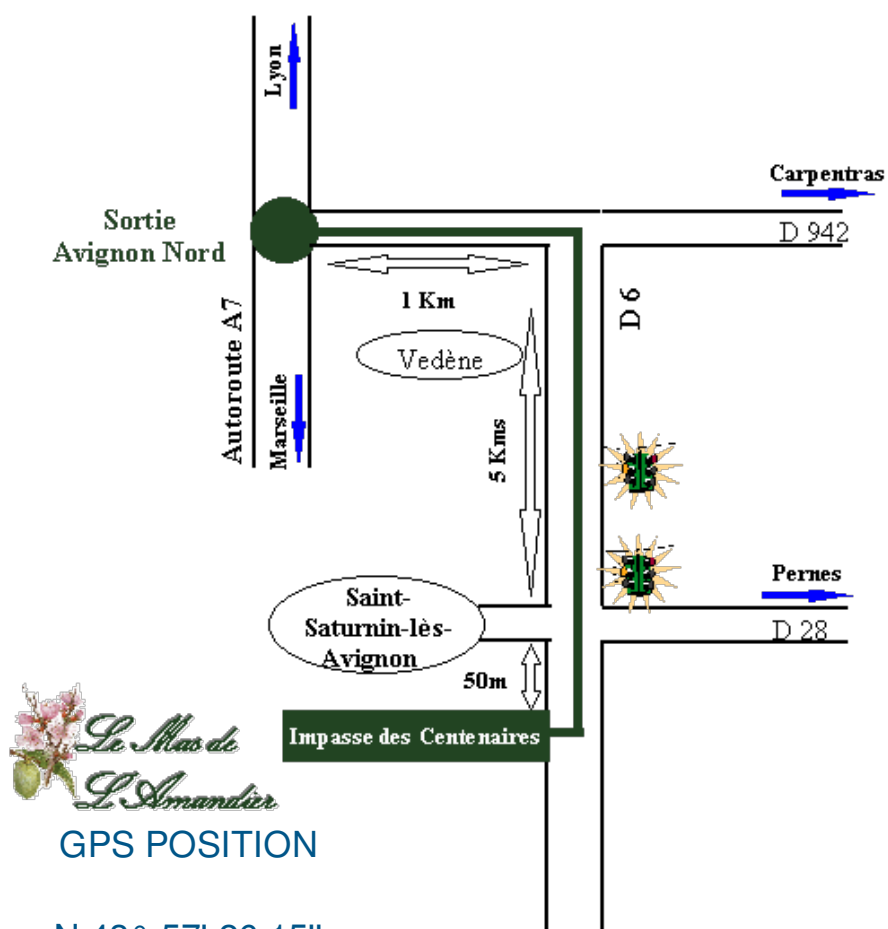 Lyon
Carpentras
Sortie
Avignon Nord
D 942
1 Km
D 6
Autoroute A7
Vedène
Marseille
5 Kms
Pernes
Saint-
Saturnin-lès-
Avignon
D 28
50m
Impasse des Centenaires
Le Mas de
L'Amandier
GPS POSITION